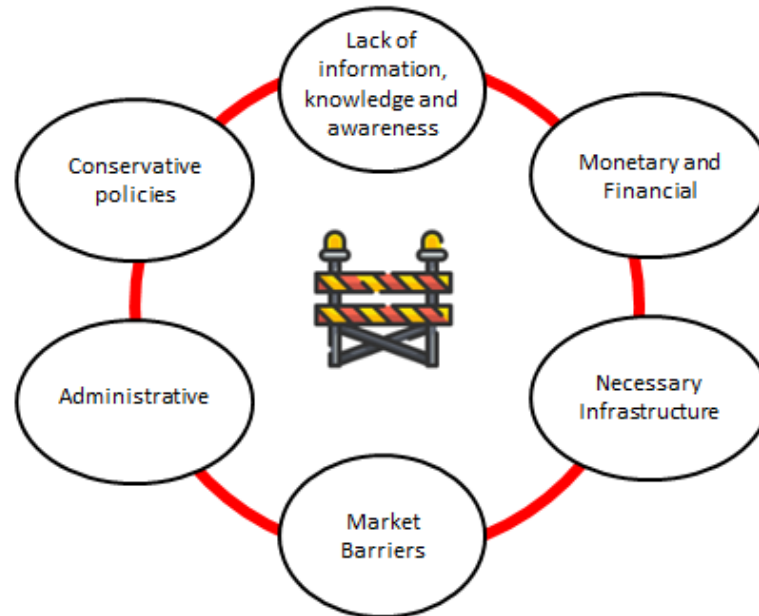 Lack of
information,
knowledge and
awareness
Monetary and
Financial
Necessary
Infrastructure
Market
Barriers
Administrative
Conservative
policies